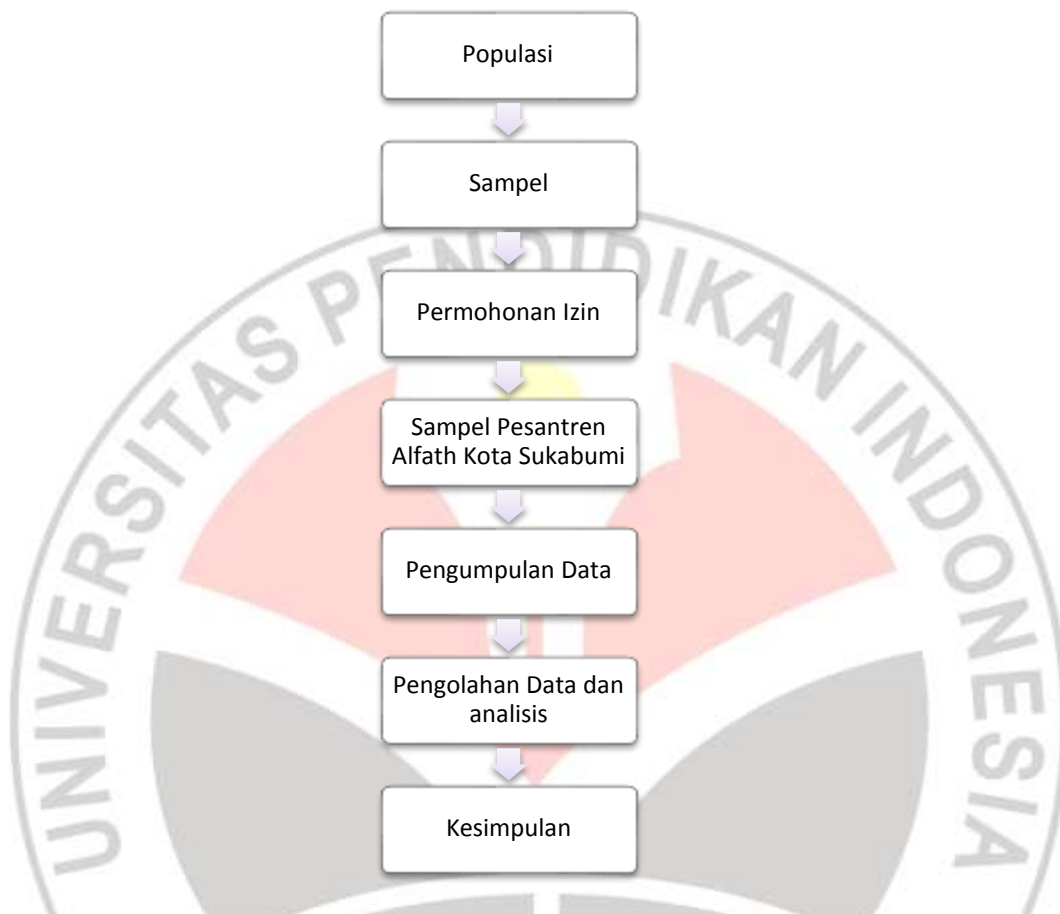 Populasi
Sampel
Permohonan Izin
Sampel Pesantren
Alfath Kota Sukabumi
Pengumpulan Data
Pengolahan Data dan
analisis
Kesimpulan
UNIVERSITAS PENDIDIKAN INDONESIA